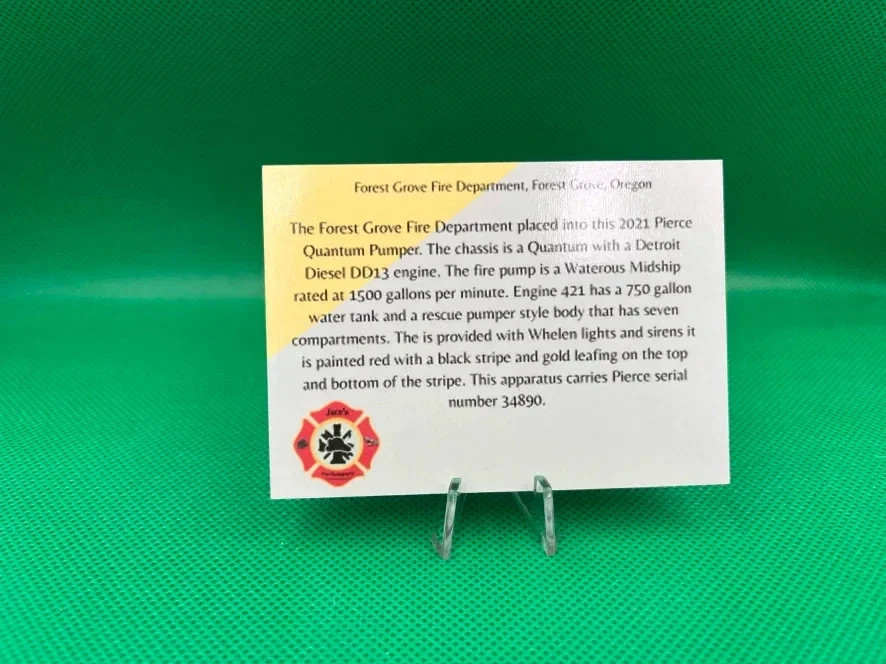 Forest Grove Fire Department, Forest Grove, Oregon
The Forest Grove Fire Department placed into this 2021 Pierce
Quantum Pumper. The chassis is a Quantum with a Detroit
Diesel DD13 engine. The fire pump is a Waterous Midship
rated at 1500 gallons per minute. Engine 421 has a 750 gallon
water tank and a rescue pumper style body that has seven
compartments. The is provided with Whelen lights and sirens it
is painted red with a black stripe and gold leafing on the top
and bottom of the stripe. This apparatus carries Pierce serial
number 34890.